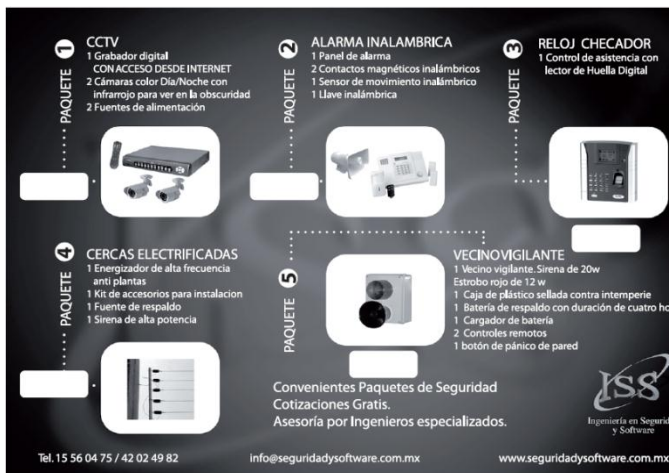 PAQUETE 1
CCTV
1 Grabador digital
CON ACCESO DESDE INTERNET
2 Cámaras color Día/Noche con
infrarrojo para ver en la obscuridad
2 Fuentes de alimentación
PAQUETE 2
ALARMA INALAMBRICA
1 Panel de alarma
2 Contactos magnéticos inalámbricos
1 Sensor de movimiento inalámbrico
1 Llave inalámbrica
PAQUETE 3
RELOJ CHECADOR
1 Control de asistencia con
lector de Huella Digital
PAQUETE 4
CERCAS ELECTRIFICADAS
1 Energizador de alta frecuencia
anti plantas
1 Kit de accesorios para instalacion
1 Fuente de respaldo
1 Sirena de alta potencia
PAQUETE 5
VECINOVIGILANTE
1 Vecino vigilante. Sirena de 20w
Estrobo rojo de 12 w
1 Caja de plástico sellada contra intemperie
1 Batería de respaldo con duración de cuatro ho
1 Cargador de batería
2 Controles remotos
1 botón de pánico de pared
Convenientes Paquetes de Seguridad
Cotizaciones Gratis.
Asesoría por Ingenieros especializados.
ISS
Ingeniería en Segurid
y Software
Tel. 15 56 04 75 / 42 02 49 82
info@seguridadysoftware.com.mx
www.seguridadysoftware.com.mx